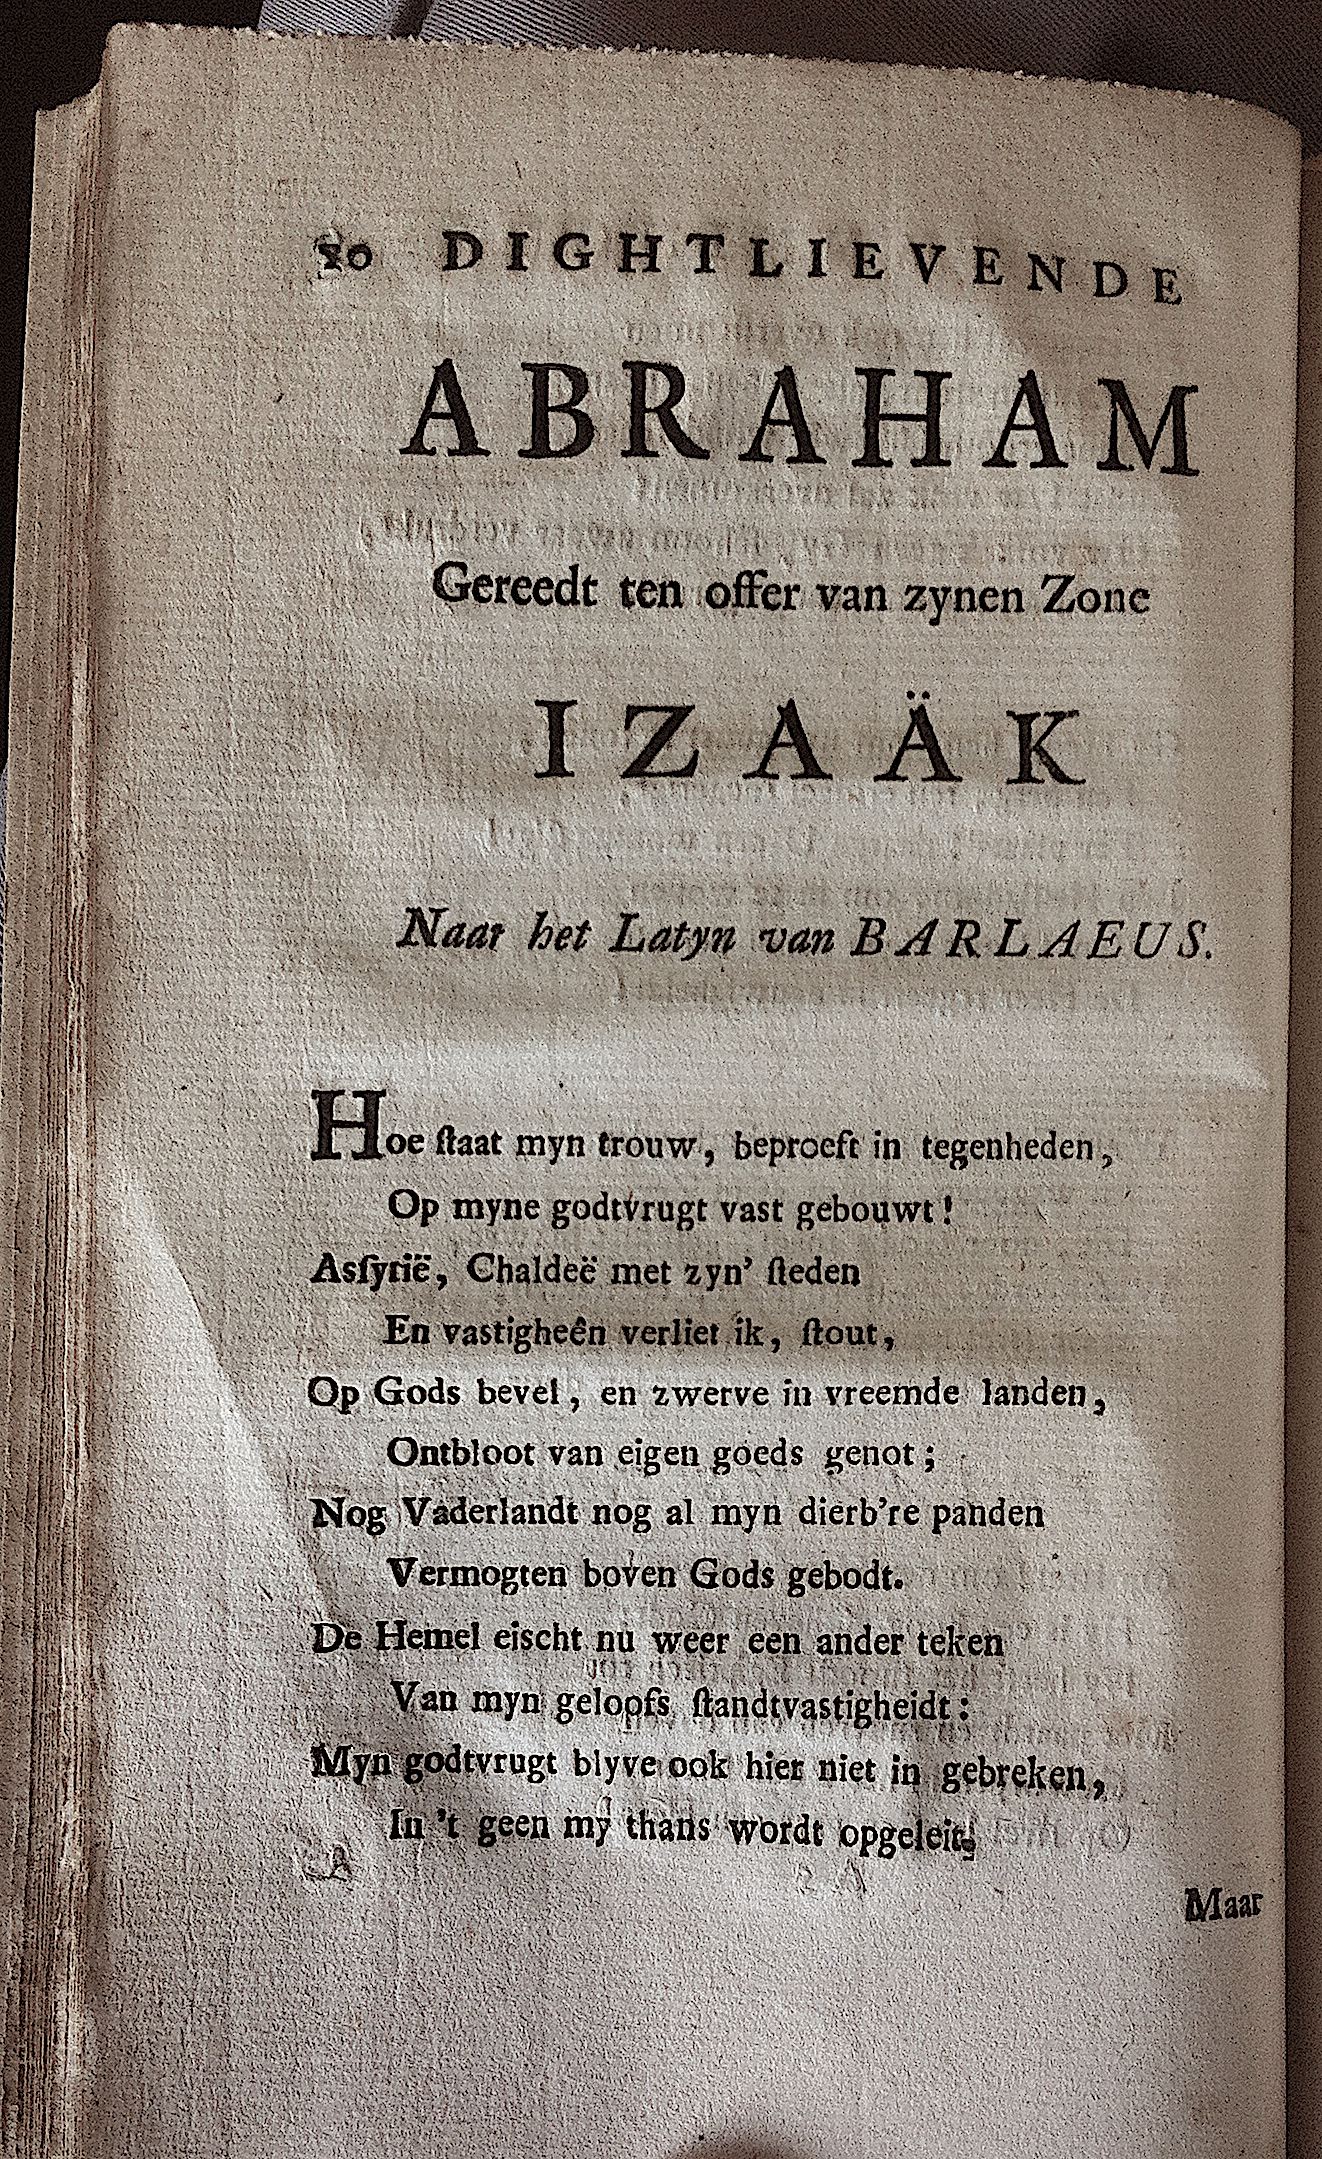 DIGHTLIEVENDE
ABRAHAM
Gereedt ten offer van zynen Zone
IZAÄK
Naar het Latyn van BARLAEUS.
Hoe ſtaat myn trouw, beproeft in tegenheden,
Op myne godtvrugt vast gebouwt!
Asſyrië, Chaldeë met zyn' ſteden
En vastigheên verliet ik, ſtout,
Op Gods bevel, en zwerve in vreemde landen,
Ontbloot van eigen goeds genot;
Nog Vaderlandt nog al myn dierb're panden
Vermogten boven Gods gebodt.
De Hemel eischt nu weer een ander teken
Van myn geloofs ſtandtvastigheidt:
Myn godtvrugt blyve ook hier niet in gebreken,
In 't geen my thans wordt opgeleit.
Maar